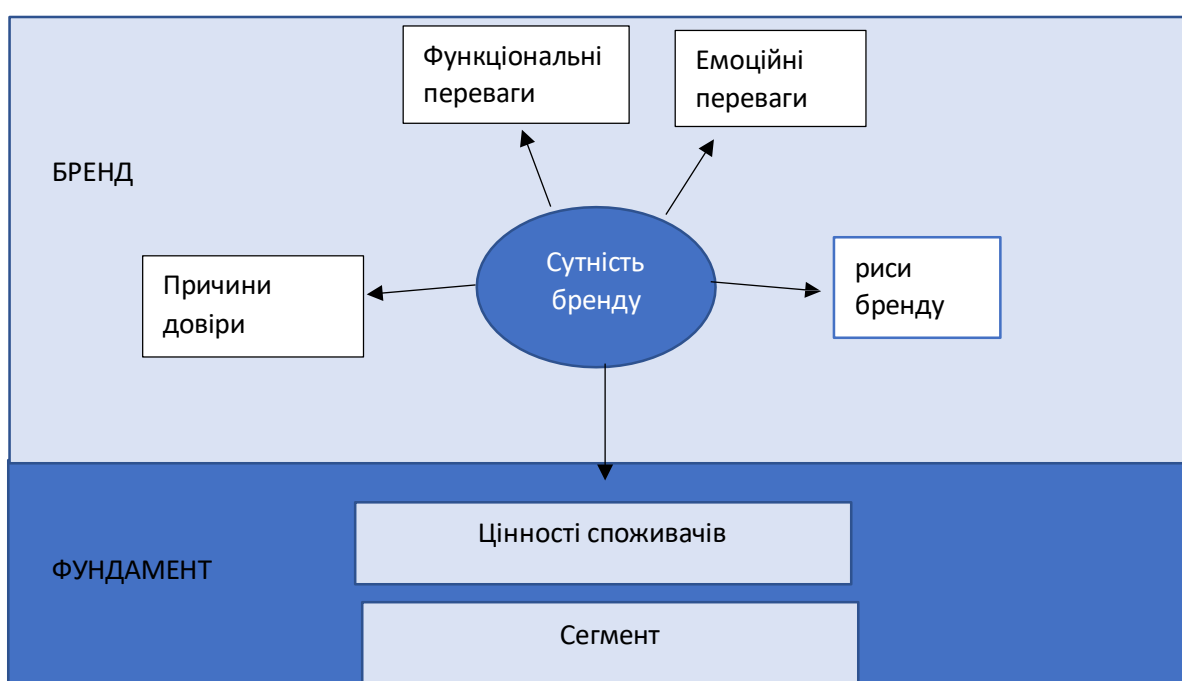 Функціональні
переваги
Емоційні
переваги
БРЕНД
Сутність
бренду
Причини
довіри
риси
бренду
Цінності споживачів
ФУНДАМЕНТ
Сегмент